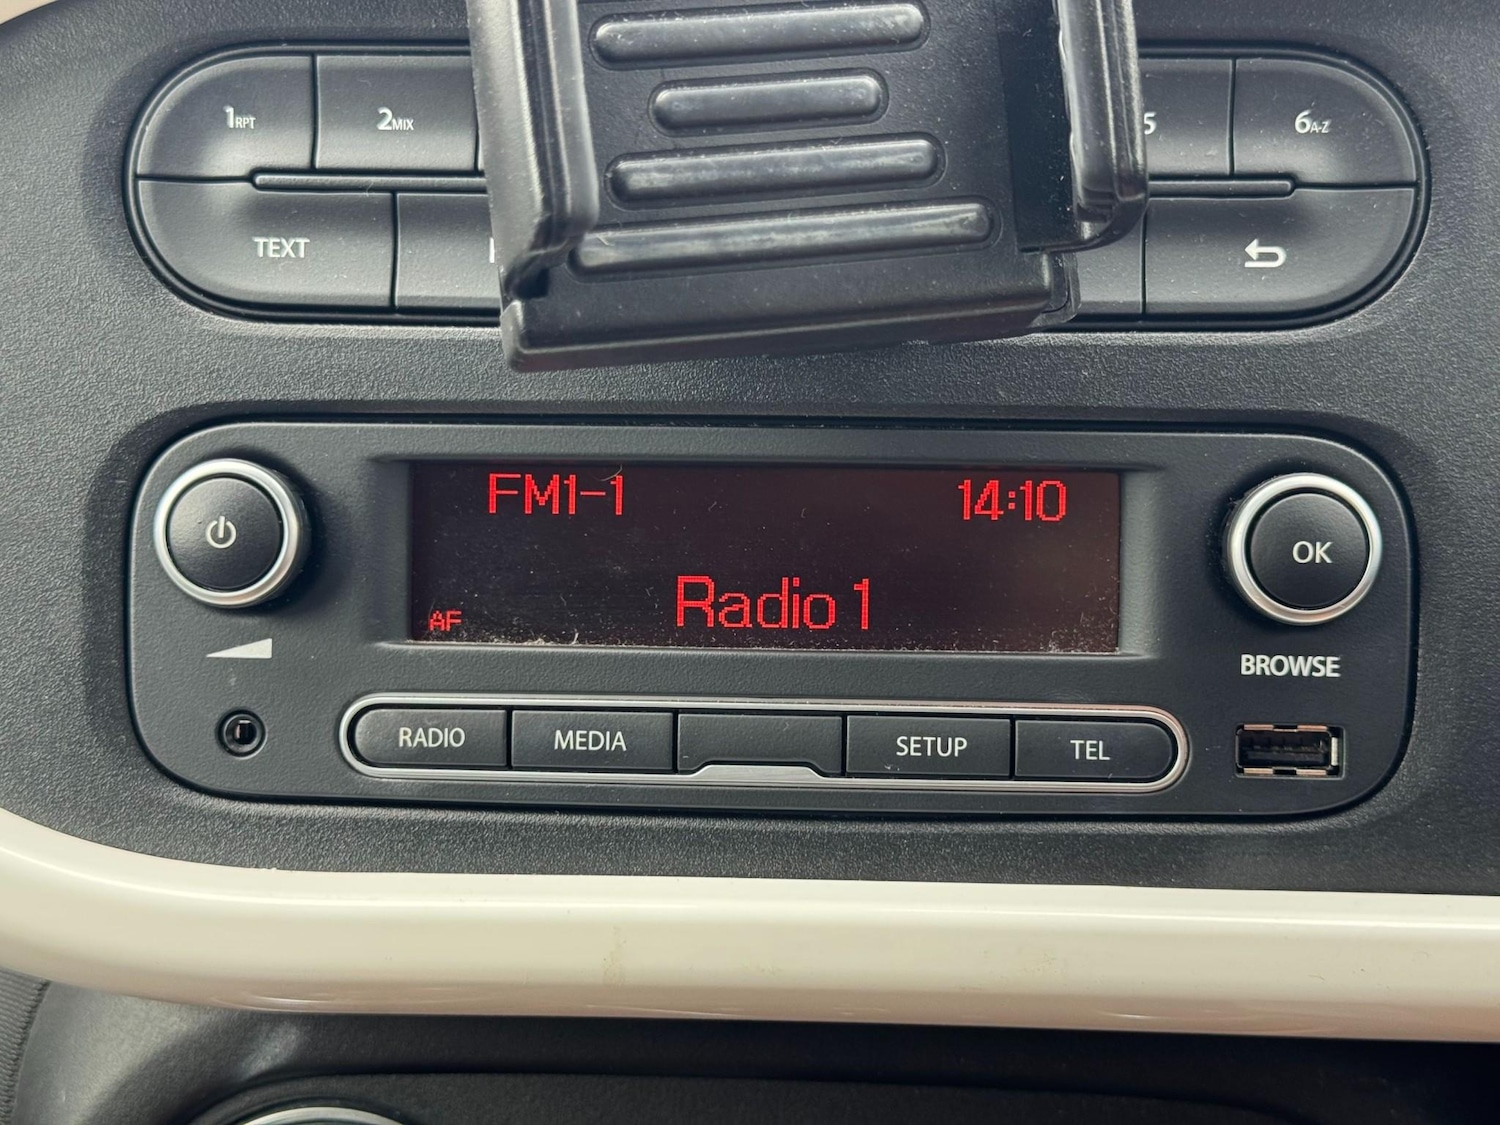 1RPT
2MIX
5
6A-Z
TEXT
FM1-1
14:10
Radio 1
AF
OK
BROWSE
RADIO
MEDIA
SETUP
TEL